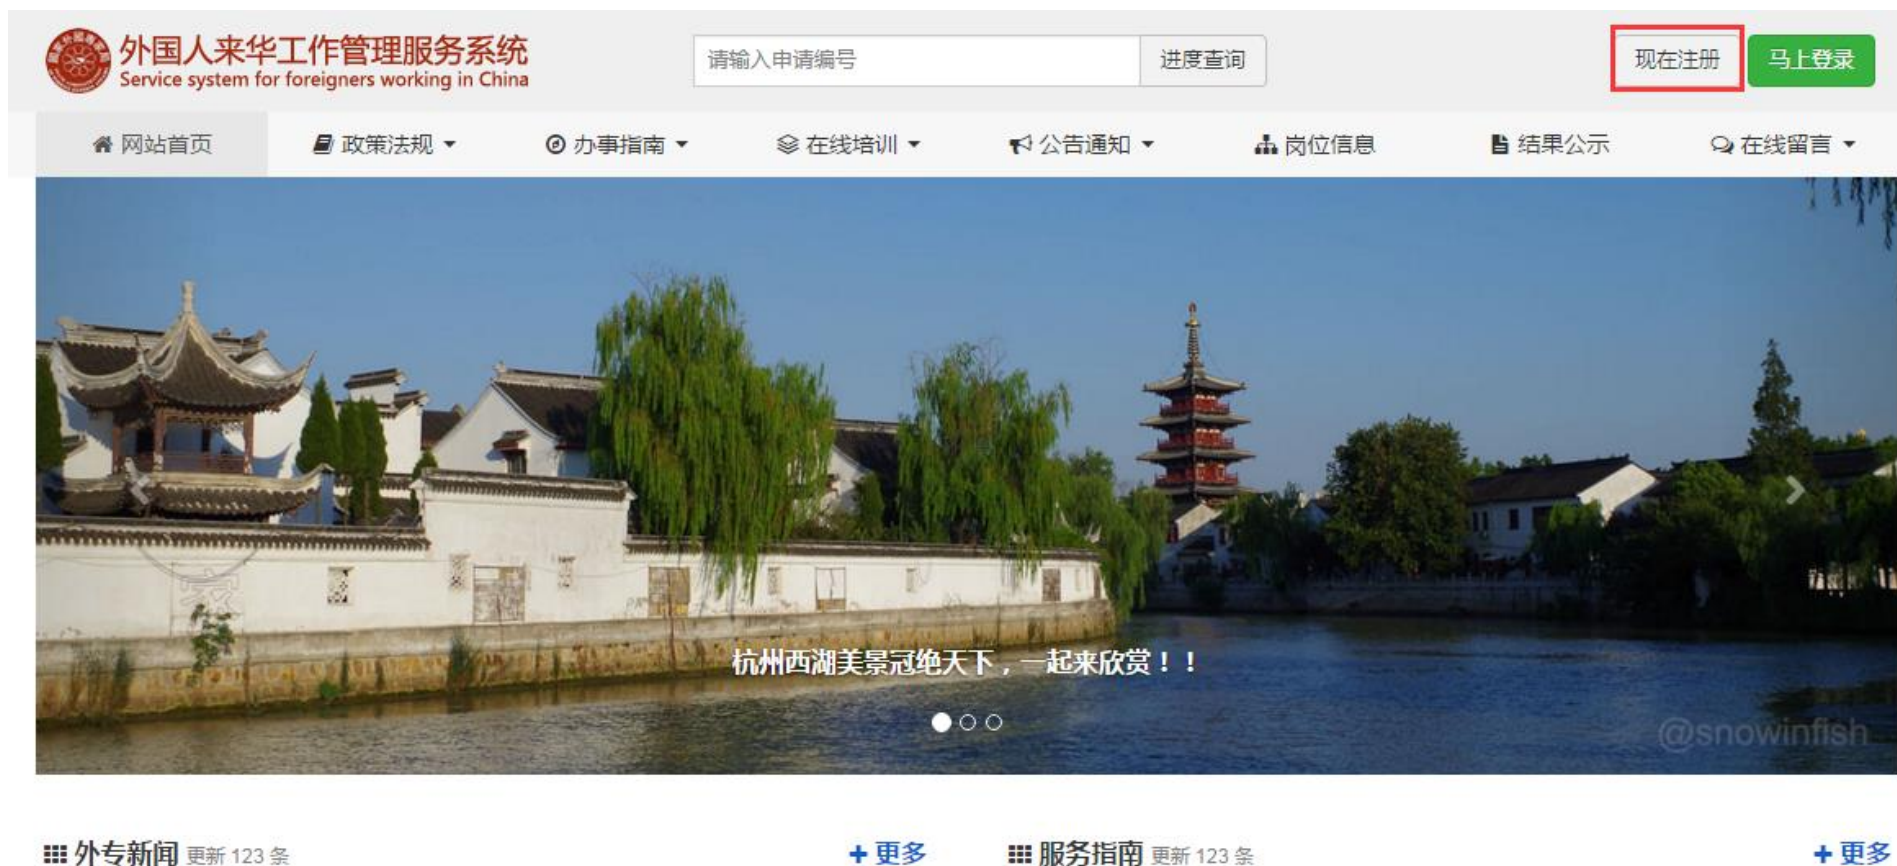 外国人来华工作管理服务系统
Service system for foreigners working in China
请输入申请编号
进度查询
现在注册
马上登录
网站首页
政策法规
办事指南
在线培训
公告通知
岗位信息
结果公示
在线留言
杭州西湖美景冠绝天下，一起来欣赏！！
@snowinfish
外专新闻 更新 123 条
+ 更多
服务指南 更新 123 条
+ 更多